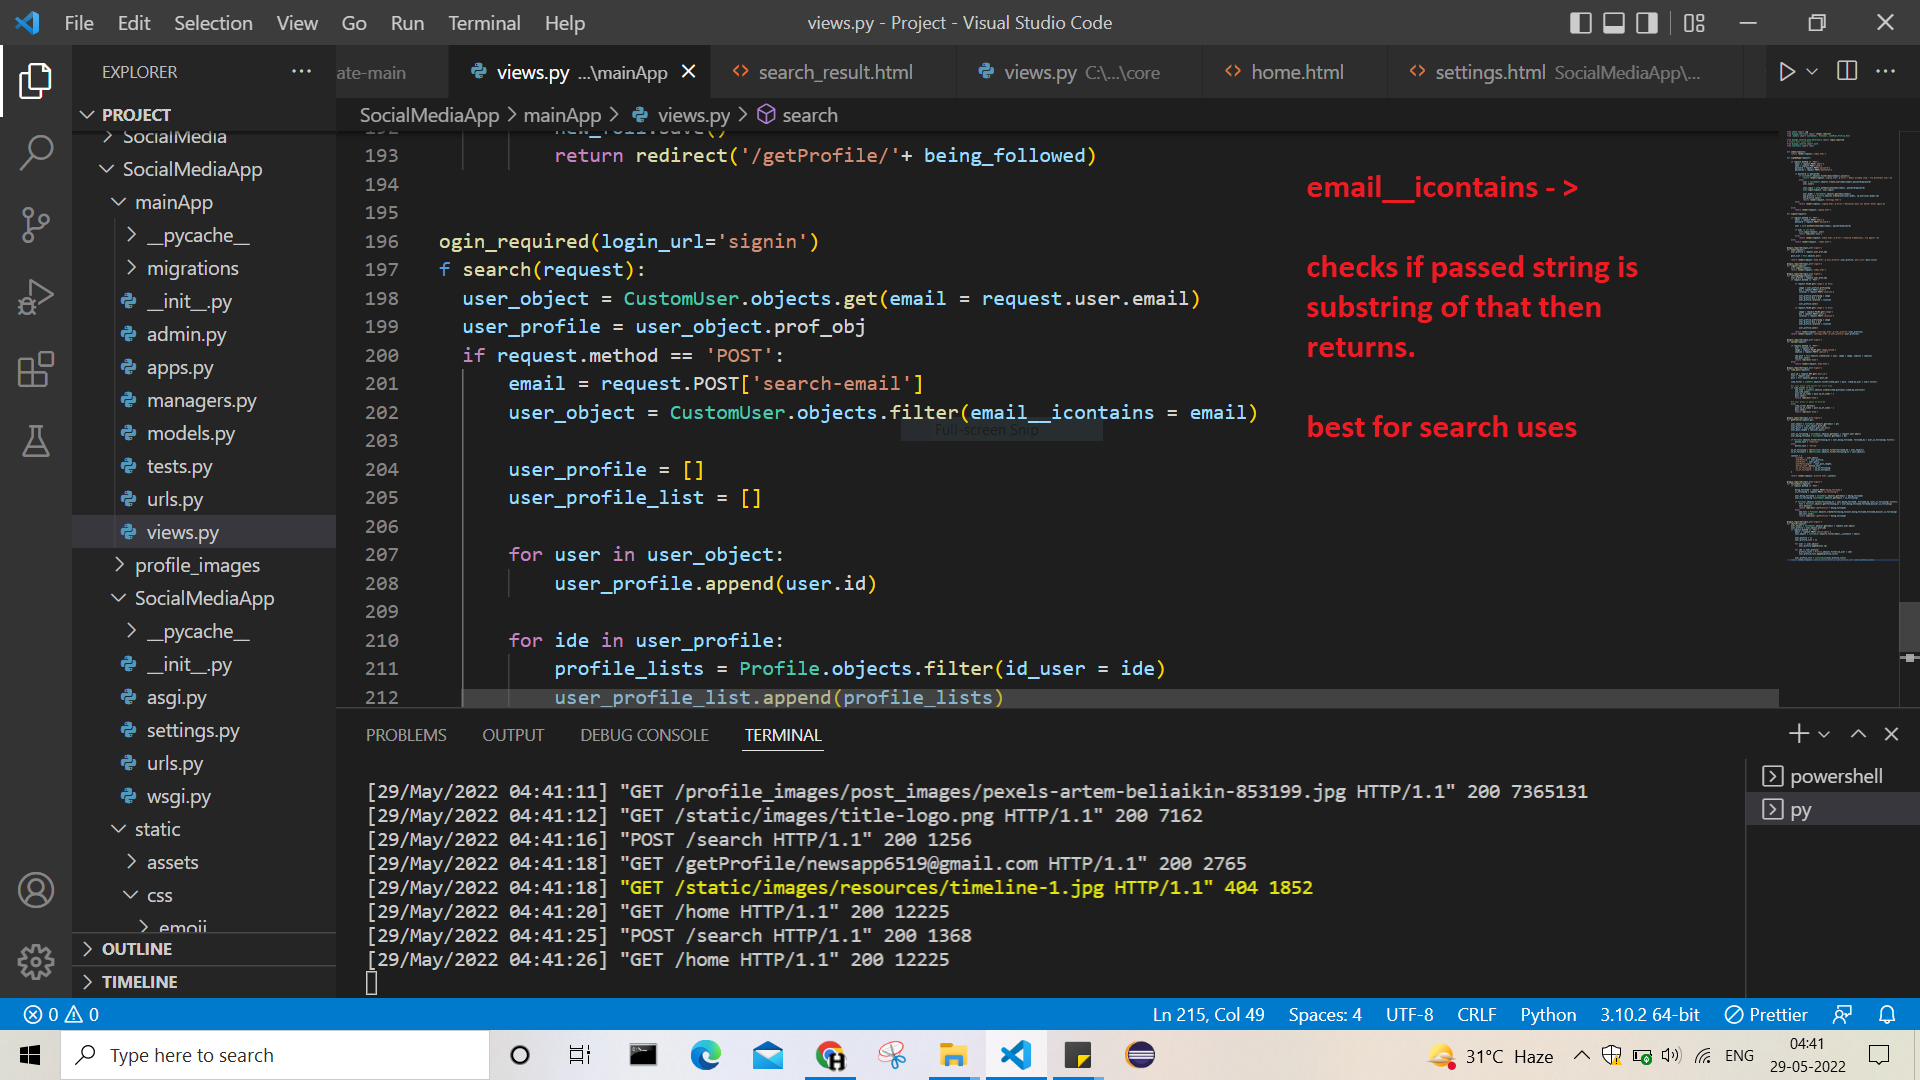 File Edit Selection View Go Run Terminal Help
views.py - Project - Visual Studio Code
EXPLORER
ate-main
views.py ...\mainApp
search_result.html
views.py C:\...\core
home.html
settings.html SocialMediaApp\...
PROJECT
SocialMedia
SocialMediaApp
mainApp
__pycache__
migrations
__init__.py
admin.py
apps.py
managers.py
models.py
tests.py
urls.py
views.py
profile_images
SocialMediaApp
__pycache__
__init__.py
asgi.py
settings.py
urls.py
wsgi.py
static
assets
css
emoji
OUTLINE
TIMELINE
SocialMediaApp > mainApp > views.py > search
192 new_foll.save()
193 return redirect('/getProfile/'+ being_followed)
194
195
196 ogin_required(login_url='signin')
197 f search(request):
198 user_object = CustomUser.objects.get(email = request.user.email)
199 user_profile = user_object.prof_obj
200 if request.method == 'POST':
201 email = request.POST['search-email']
202 user_object = CustomUser.objects.filter(email__icontains = email)
Full-screen Snip
203
204 user_profile = []
205 user_profile_list = []
206
207 for user in user_object:
208 user_profile.append(user.id)
209
210 for ide in user_profile:
211 profile_lists = Profile.objects.filter(id_user = ide)
212 user_profile_list.append(profile_lists)
email__icontains - >
checks if passed string is
substring of that then
returns.
best for search uses
PROBLEMS OUTPUT DEBUG CONSOLE TERMINAL
[29/May/2022 04:41:11] "GET /profile_images/post_images/pexels-artem-beliaikin-853199.jpg HTTP/1.1" 200 7365131
[29/May/2022 04:41:12] "GET /static/images/title-logo.png HTTP/1.1" 200 7162
[29/May/2022 04:41:16] "POST /search HTTP/1.1" 200 1256
[29/May/2022 04:41:18] "GET /getProfile/newsapp6519@gmail.com HTTP/1.1" 200 2765
[29/May/2022 04:41:18] "GET /static/images/resources/timeline-1.jpg HTTP/1.1" 404 1852
[29/May/2022 04:41:20] "GET /home HTTP/1.1" 200 12225
[29/May/2022 04:41:25] "POST /search HTTP/1.1" 200 1368
[29/May/2022 04:41:26] "GET /home HTTP/1.1" 200 12225
powershell
py
0 0
Ln 215, Col 49 Spaces: 4 UTF-8 CRLF Python 3.10.2 64-bit Prettier
Type here to search
31°C Haze
ENG
04:41
29-05-2022